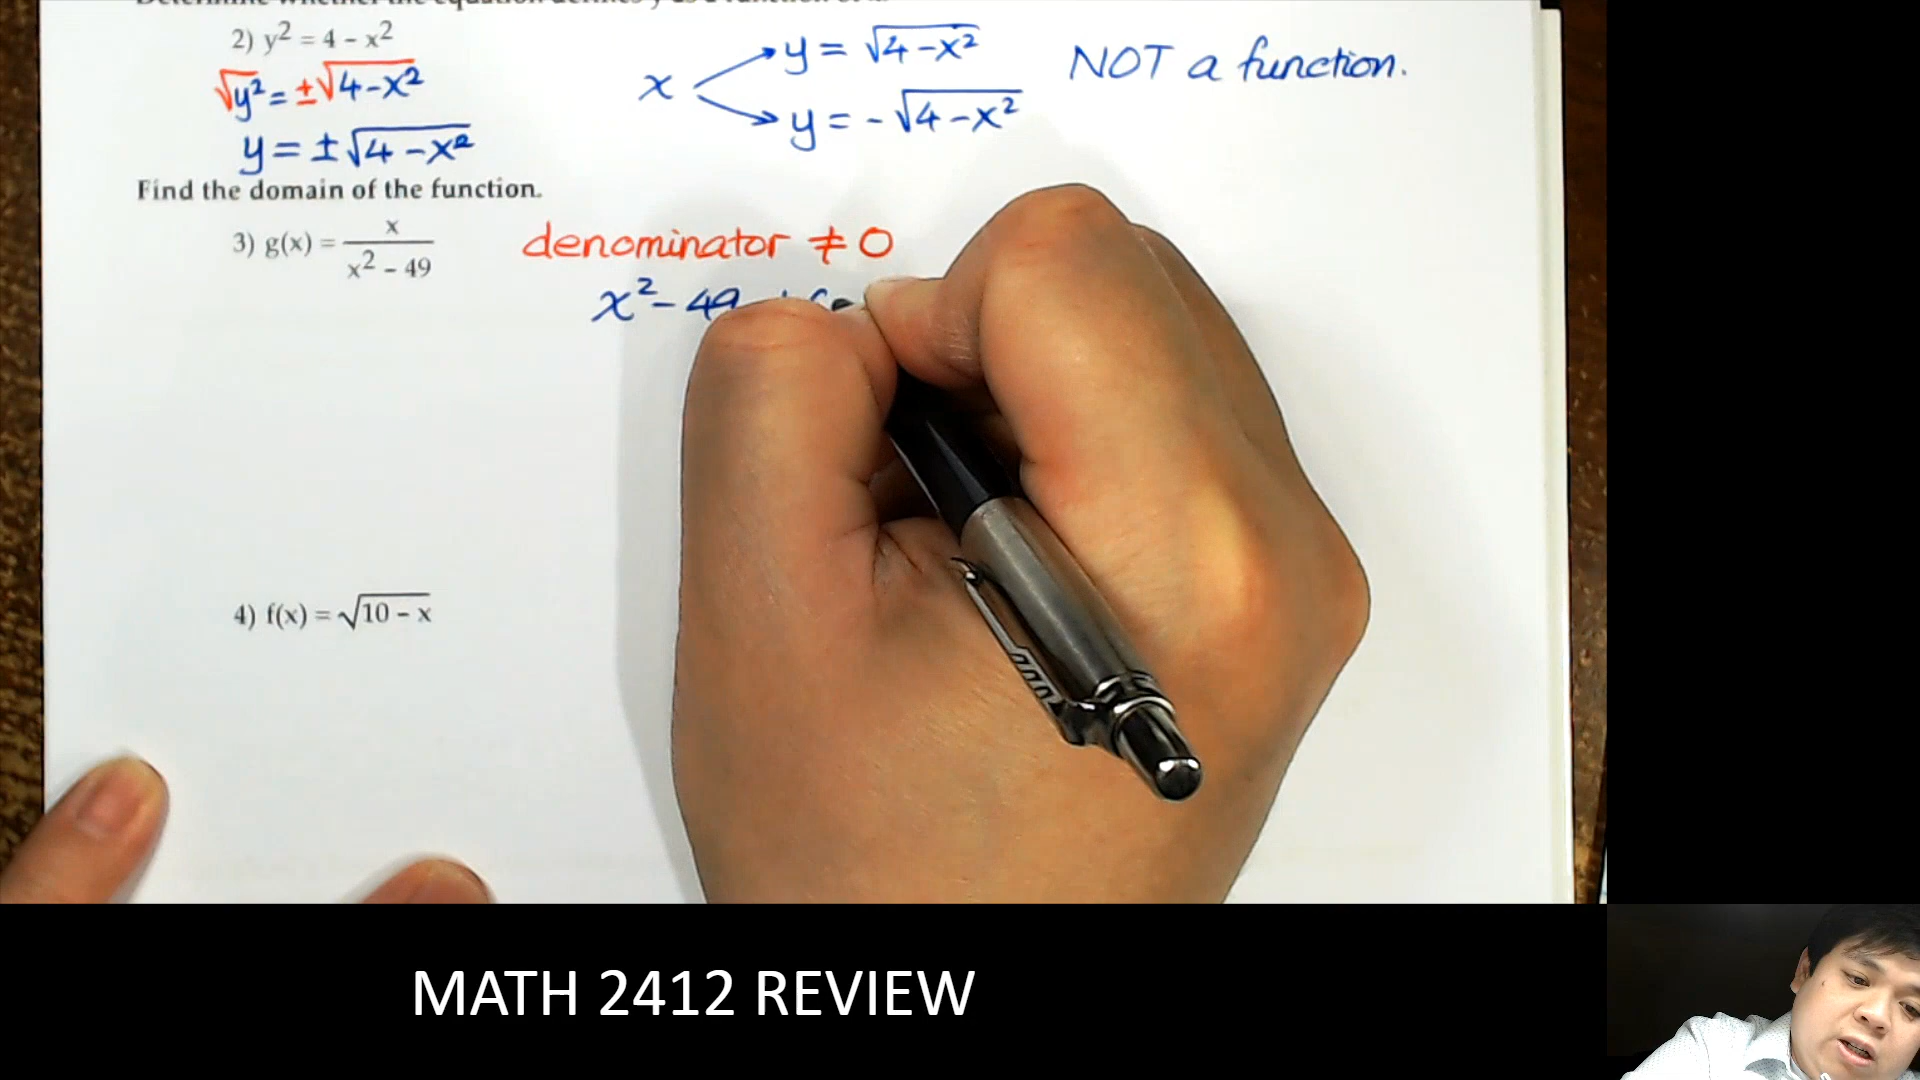 2) y² = 4 – x²
√y² = ±√4-x²
y = ±√4-x²
x
y = √4-x²
y = -√4-x²
NOT a function.
Find the domain of the function.
3) g(x) = x / x² – 49
denominator ≠ 0
x² - 49
4) f(x) = √10 – x
MATH 2412 REVIEW